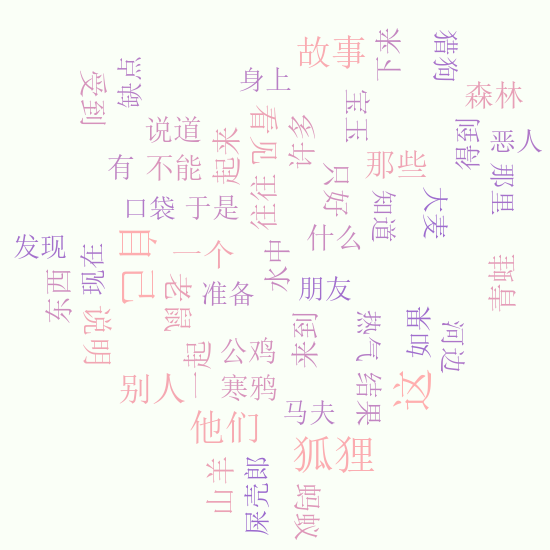 故事
下来
猎狗
缺点
受到
身上
森林
宝玉
看见
说道
起来
许多
得到
恶人
有
不能
只好
那些
那里
往往
口袋
于是
知道
大麦
自己
什么
发现
现在
一个
水中
驴青
东西
老鼠
准备
朋友
说明
来到
热气
如果
河边
一起
公鸡
别人
寒鸦
结果
这
马夫
他们
狐狸
山羊
屎壳郎
蚂蚁